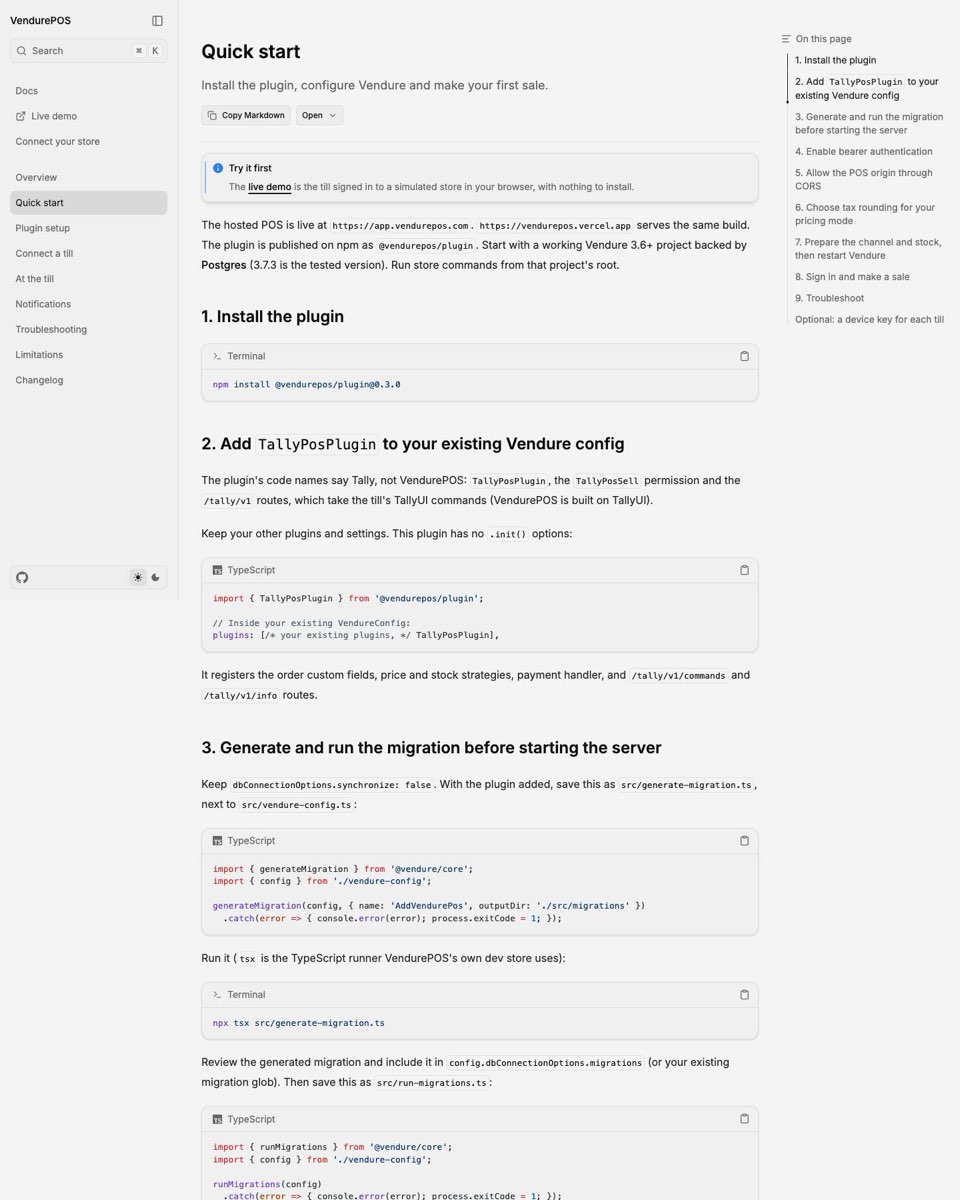 VendurePOS
Search ⌘ K
Docs
Live demo
Connect your store
Overview
Quick start
Plugin setup
Connect a till
At the till
Notifications
Troubleshooting
Limitations
Changelog
Quick start
Install the plugin, configure Vendure and make your first sale.
Copy Markdown
Open
Try it first
The live demo is the till signed in to a simulated store in your browser, with nothing to install.
The hosted POS is live at https://app.vendurepos.com. https://vendurepos.vercel.app serves the same build.
The plugin is published on npm as @vendurepos/plugin. Start with a working Vendure 3.6+ project backed by
Postgres (3.7.3 is the tested version). Run store commands from that project's root.
1. Install the plugin
Terminal
npm install @vendurepos/plugin@0.3.0
2. Add TallyPosPlugin to your existing Vendure config
The plugin's code names say Tally, not VendurePOS: TallyPosPlugin, the TallyPosSell permission and the
/tally/v1 routes, which take the till's TallyUI commands (VendurePOS is built on TallyUI).
Keep your other plugins and settings. This plugin has no .init() options:
TS TypeScript
import { TallyPosPlugin } from '@vendurepos/plugin';
// Inside your existing VendureConfig:
plugins: [/* your existing plugins, */ TallyPosPlugin],
It registers the order custom fields, price and stock strategies, payment handler, and /tally/v1/commands and
/tally/v1/info routes.
3. Generate and run the migration before starting the server
Keep dbConnectionOptions.synchronize: false. With the plugin added, save this as src/generate-migration.ts,
next to src/vendure-config.ts:
TS TypeScript
import { generateMigration } from '@vendure/core';
import { config } from './vendure-config';
generateMigration(config, { name: 'AddVendurePos', outputDir: './src/migrations' })
.catch(error => { console.error(error); process.exitCode = 1; });
Run it (tsx is the TypeScript runner VendurePOS's own dev store uses):
Terminal
npx tsx src/generate-migration.ts
Review the generated migration and include it in config.dbConnectionOptions.migrations (or your existing
migration glob). Then save this as src/run-migrations.ts:
TS TypeScript
import { runMigrations } from '@vendure/core';
import { config } from './vendure-config';
runMigrations(config)
.catch(error => { console.error(error); process.exitCode = 1; });
On this page
1. Install the plugin
2. Add TallyPosPlugin to your
existing Vendure config
3. Generate and run the migration
before starting the server
4. Enable bearer authentication
5. Allow the POS origin through
CORS
6. Choose tax rounding for your
pricing mode
7. Prepare the channel and stock,
then restart Vendure
8. Sign in and make a sale
9. Troubleshoot
Optional: a device key for each till